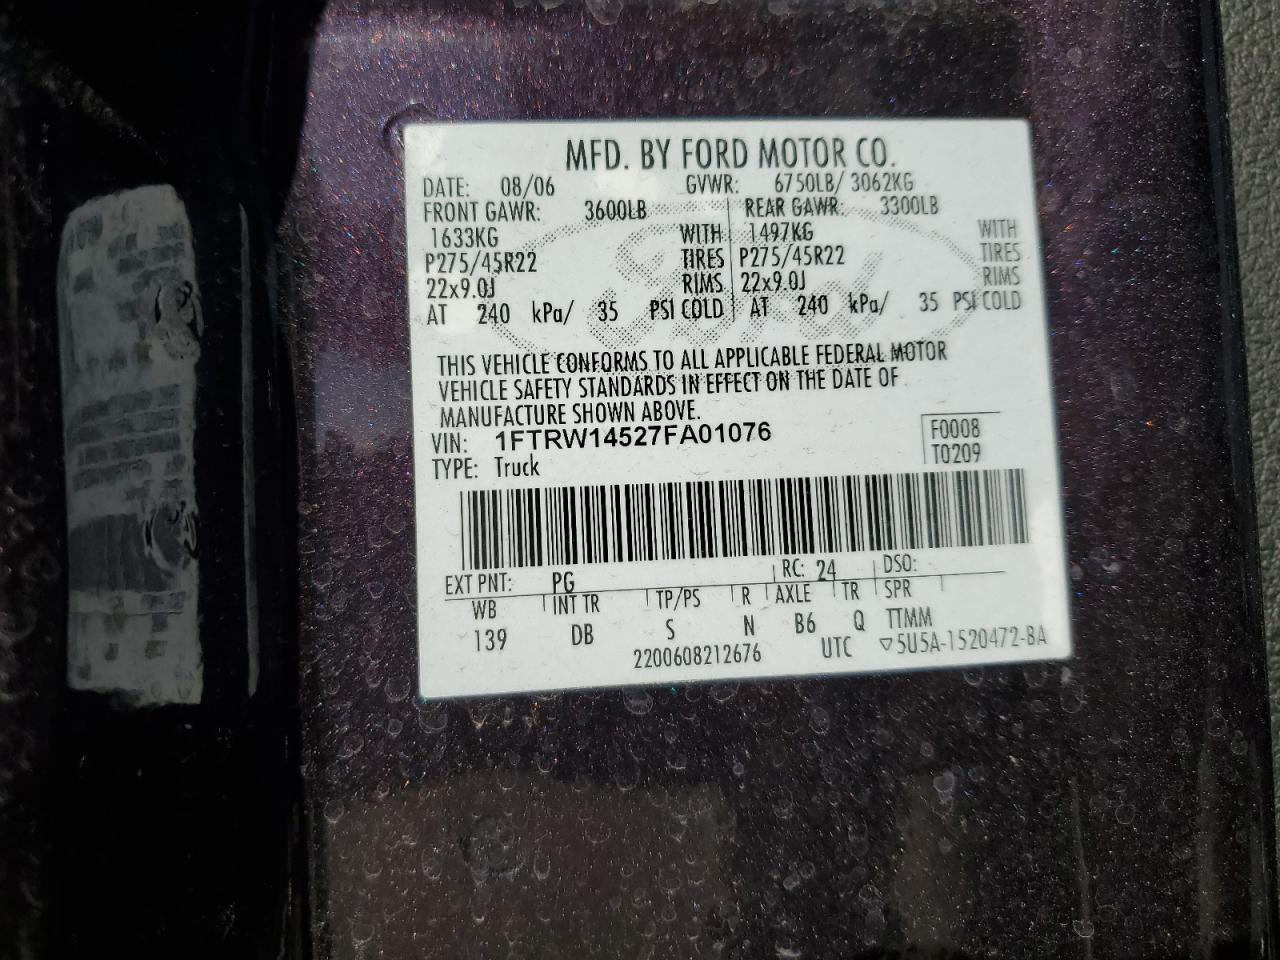 MFD. BY FORD MOTOR CO.
DATE: 08/06 GVWR: 6750LB/ 3062KG
FRONT GAWR: 3600LB REAR GAWR: 3300LB
1633KG WITH 1497KG WITH
P275/45R22 TIRES P275/45R22 TIRES
22x9.0J RIMS 22x9.0J RIMS
AT 240 kPa/ 35 PSI COLD AT 240 kPa/ 35 PSI COLD
THIS VEHICLE CONFORMS TO ALL APPLICABLE FEDERAL MOTOR
VEHICLE SAFETY STANDARDS IN EFFECT ON THE DATE OF
MANUFACTURE SHOWN ABOVE.
VIN: 1FTRW14527FA01076 F0008
TYPE: Truck T0209
EXT PNT: PG RC: 24 DSO:
WB INT TR TP/PS R AXLE TR SPR
139 DB S N B6 Q TTMM
2200608212676 UTC ▽5U5A-1520472-BA